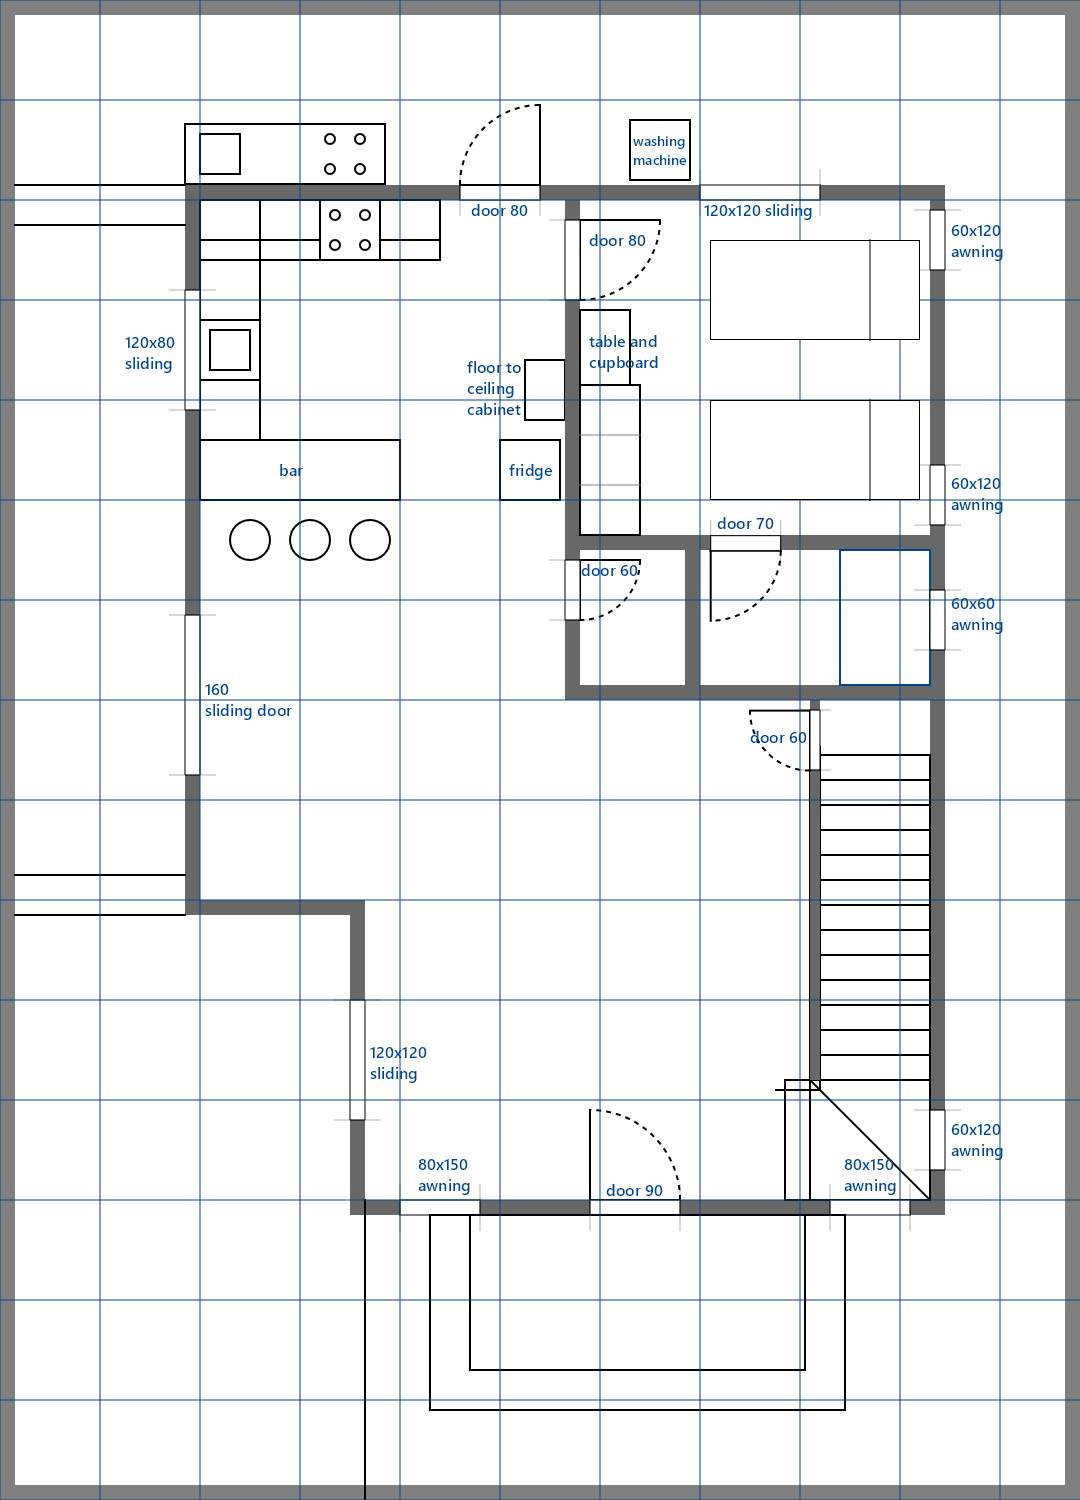 washing
machine
door 80
120x120 sliding
60x120
awning
door 80
120x80
sliding
table and
cupboard
floor to
ceiling
cabinet
bar
fridge
60x120
awning
door 70
door 60
60x60
awning
160
sliding door
door 60
120x120
sliding
60x120
awning
80x150
awning
80x150
awning
door 90